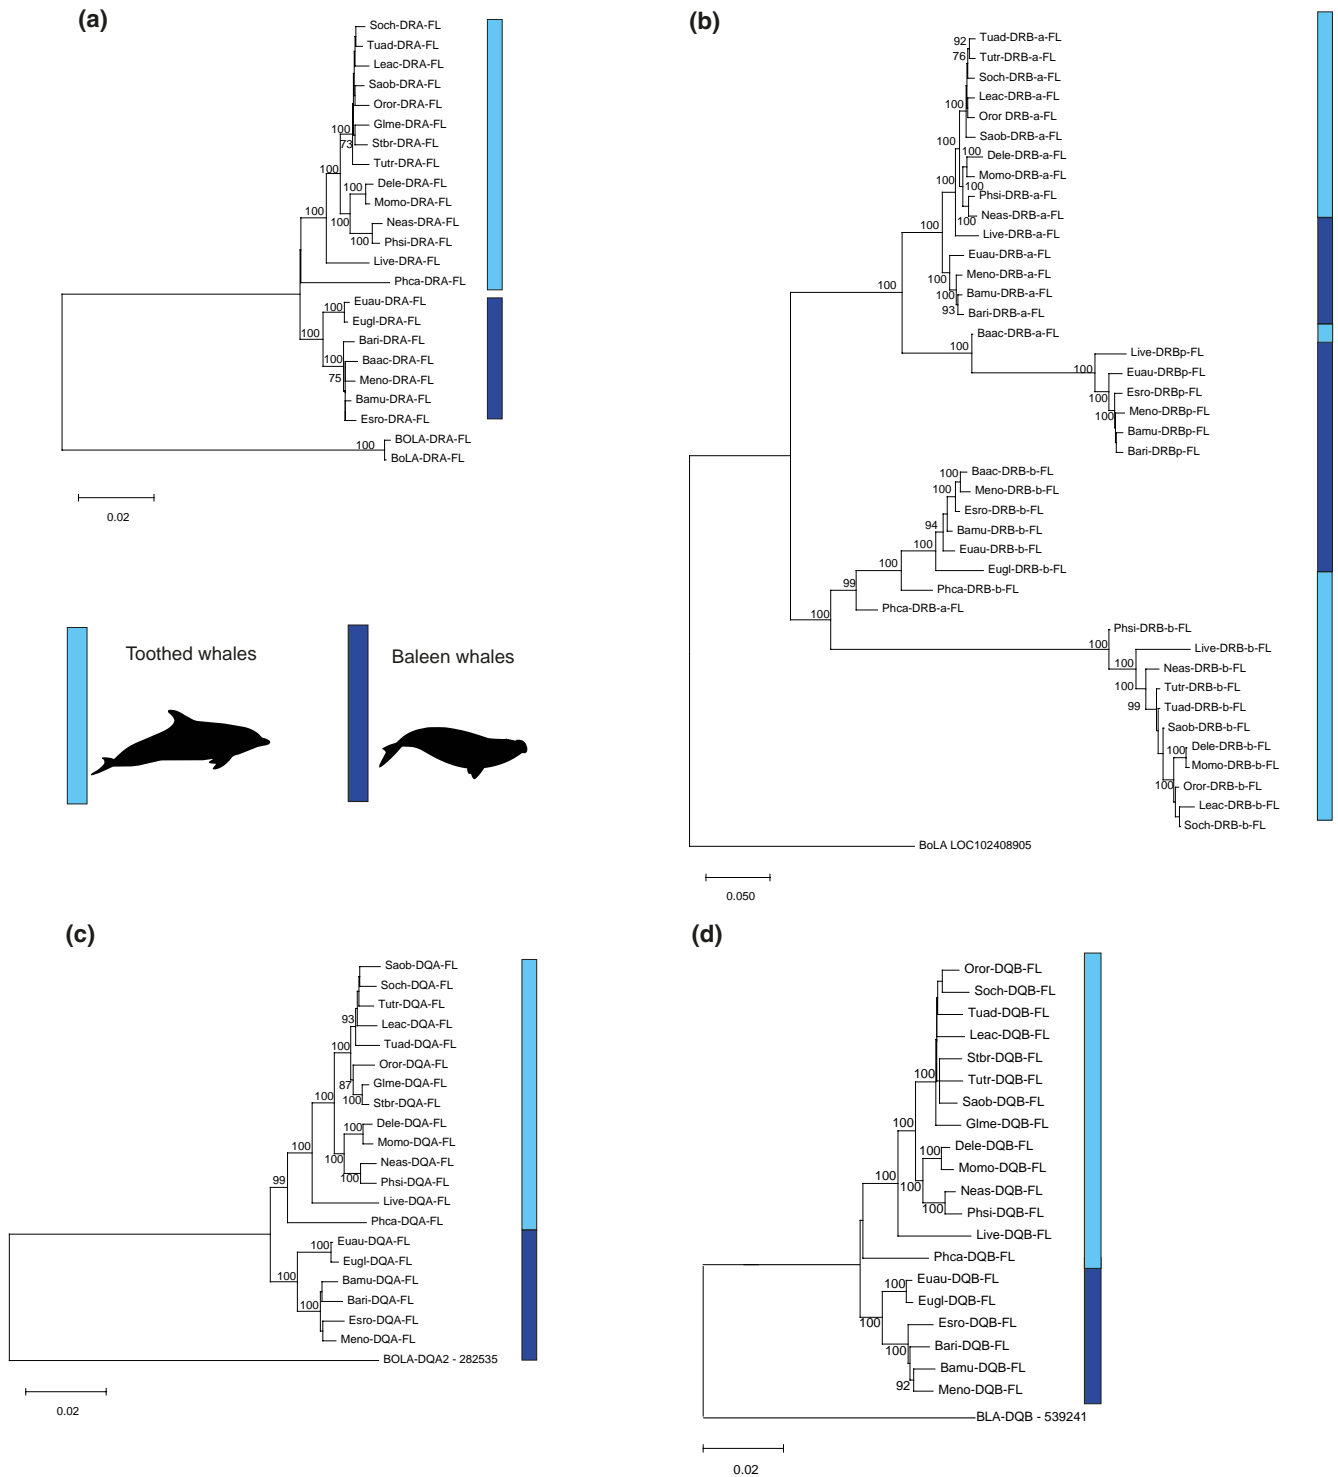 (a)
Soch-DRA-FL
Tuad-DRA-FL
Leac-DRA-FL
Saob-DRA-FL
Oror-DRA-FL
Glme-DRA-FL
100
Stbr-DRA-FL
73
Tutr-DRA-FL
100
Dele-DRA-FL
100
Momo-DRA-FL
100
Neas-DRA-FL
100
Phsi-DRA-FL
100
Live-DRA-FL
Phca-DRA-FL
Euau-DRA-FL
100
Eugl-DRA-FL
100
Bari-DRA-FL
Baac-DRA-FL
100
Meno-DRA-FL
75
Bamu-DRA-FL
Esro-DRA-FL
BOLA-DRA-FL
100
BoLA-DRA-FL
0.02
Toothed whales
Baleen whales
(b)
Tuad-DRB-a-FL
92
Tutr-DRB-a-FL
76
Soch-DRB-a-FL
Leac-DRB-a-FL
100
Oror DRB-a-FL
Saob-DRB-a-FL
100
Dele-DRB-a-FL
100
Momo-DRB-a-FL
100
100
Phsi-DRB-a-FL
Neas-DRB-a-FL
100
Live-DRB-a-FL
100
Euau-DRB-a-FL
Meno-DRB-a-FL
100
Bamu-DRB-a-FL
100
Bari-DRB-a-FL
93
100
Baac-DRB-a-FL
100
Live-DRBp-FL
100
Euau-DRBp-FL
Esro-DRBp-FL
100
Meno-DRBp-FL
100
Bamu-DRBp-FL
Bari-DRBp-FL
Baac-DRB-b-FL
100
Meno-DRB-b-FL
100
Esro-DRB-b-FL
Bamu-DRB-b-FL
94
Euau-DRB-b-FL
100
Eugl-DRB-b-FL
100
Phca-DRB-b-FL
99
Phca-DRB-a-FL
100
Phsi-DRB-b-FL
100
Live-DRB-b-FL
100
Neas-DRB-b-FL
Tutr-DRB-b-FL
100
Tuad-DRB-b-FL
99
Saob-DRB-b-FL
Dele-DRB-b-FL
100
Momo-DRB-b-FL
Oror-DRB-b-FL
100
Leac-DRB-b-FL
Soch-DRB-b-FL
BoLA LOC102408905
0.050
(c)
Saob-DQA-FL
Soch-DQA-FL
Tutr-DQA-FL
93
Leac-DQA-FL
Tuad-DQA-FL
100
Oror-DQA-FL
Glme-DQA-FL
87
Stbr-DQA-FL
100
100
Dele-DQA-FL
100
Momo-DQA-FL
100
Neas-DQA-FL
100
Phsi-DQA-FL
100
Live-DQA-FL
99
Phca-DQA-FL
Euau-DQA-FL
100
Eugl-DQA-FL
Bamu-DQA-FL
100
Bari-DQA-FL
100
Esro-DQA-FL
Meno-DQA-FL
BOLA-DQA2 - 282535
0.02
(d)
Oror-DQB-FL
Soch-DQB-FL
Tuad-DQB-FL
Leac-DQB-FL
Stbr-DQB-FL
Tutr-DQB-FL
100
Saob-DQB-FL
Glme-DQB-FL
100
Dele-DQB-FL
100
Momo-DQB-FL
100
Neas-DQB-FL
100
Phsi-DQB-FL
100
Live-DQB-FL
Phca-DQB-FL
Euau-DQB-FL
100
Eugl-DQB-FL
100
Esro-DQB-FL
Bari-DQB-FL
100
Bamu-DQB-FL
Meno-DQB-FL
92
BLA-DQB - 539241
0.02